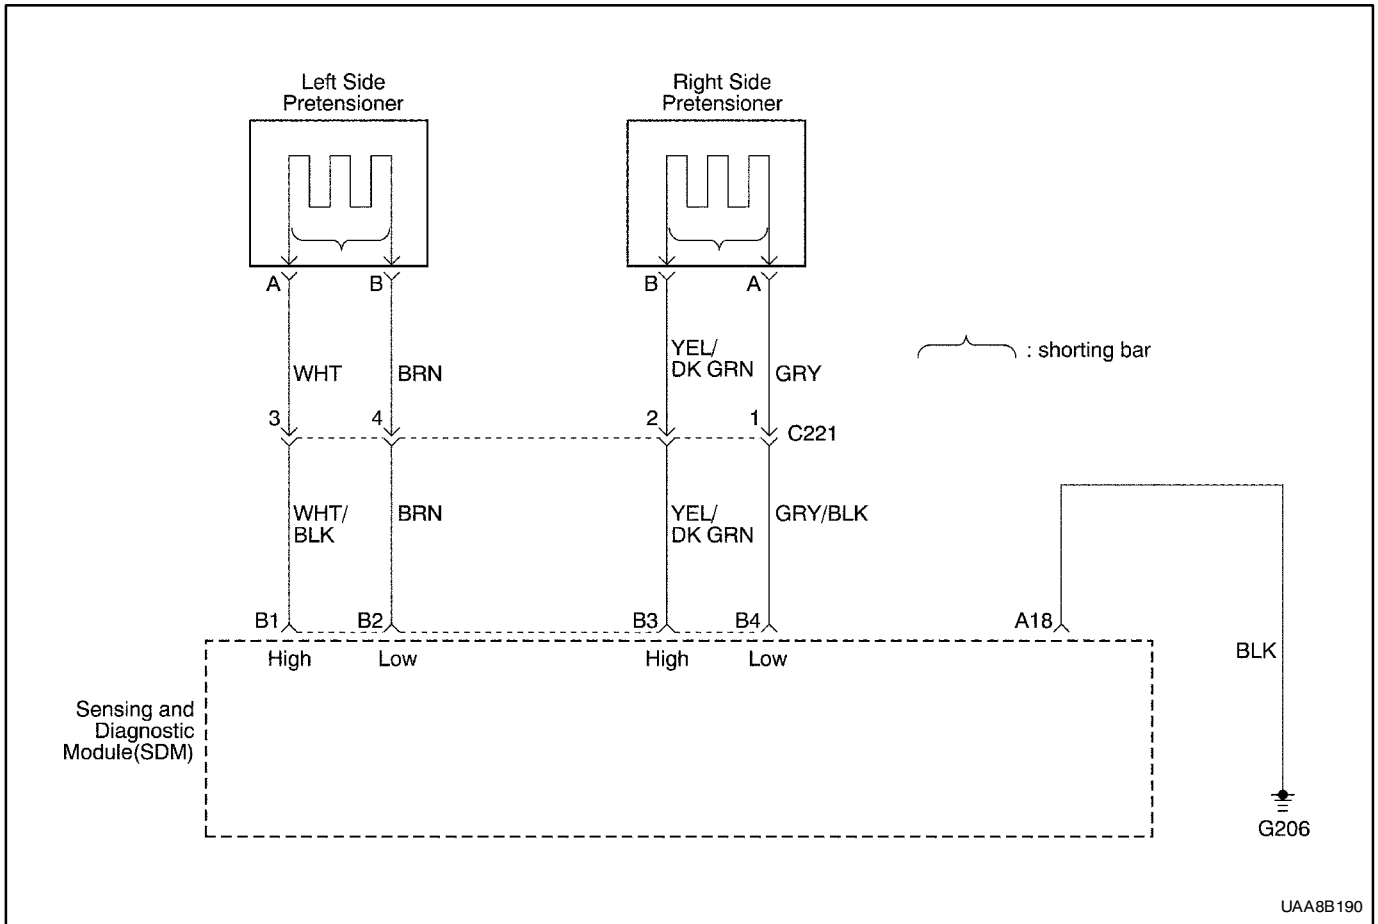 Left Side
Pretensioner
Right Side
Pretensioner
A
B
B
A
: shorting bar
WHT
BRN
YEL/
DK GRN
GRY
3
4
2
1
C221
WHT/
BLK
BRN
YEL/
DK GRN
GRY/BLK
B1
B2
B3
B4
A18
High
Low
High
Low
BLK
Sensing and
Diagnostic
Module(SDM)
G206
UAA8B190